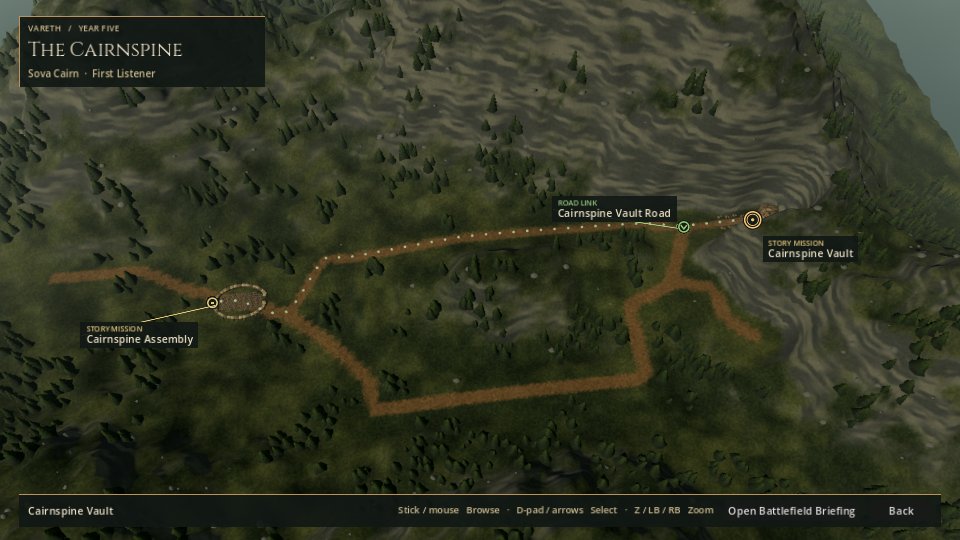 VARETH / YEAR FIVE
THE CAIRNSPINE
Sova Cairn · First Listener
ROAD LINK
Cairnspine Vault Road
STORY MISSION
Cairnspine Vault
STORY MISSION
Cairnspine Assembly
Cairnspine Vault
Stick / mouse Browse · D-pad / arrows Select · Z / LB / RB Zoom
Open Battlefield Briefing
Back